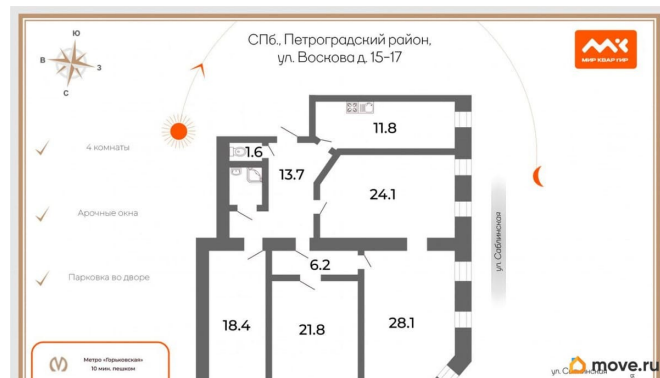 Ю
В
З
С
СПб., Петроградский район,
ул. Воскова д. 15-17
МИР КВАРТИР
4 комнаты
Арочные окна
Парковка во дворе
11.8
1.6
13.7
24.1
6.2
18.4
21.8
28.1
ул. Саблинская
Метро «Горьковская»
10 мин. пешком
ул. Саблинская
move.ru